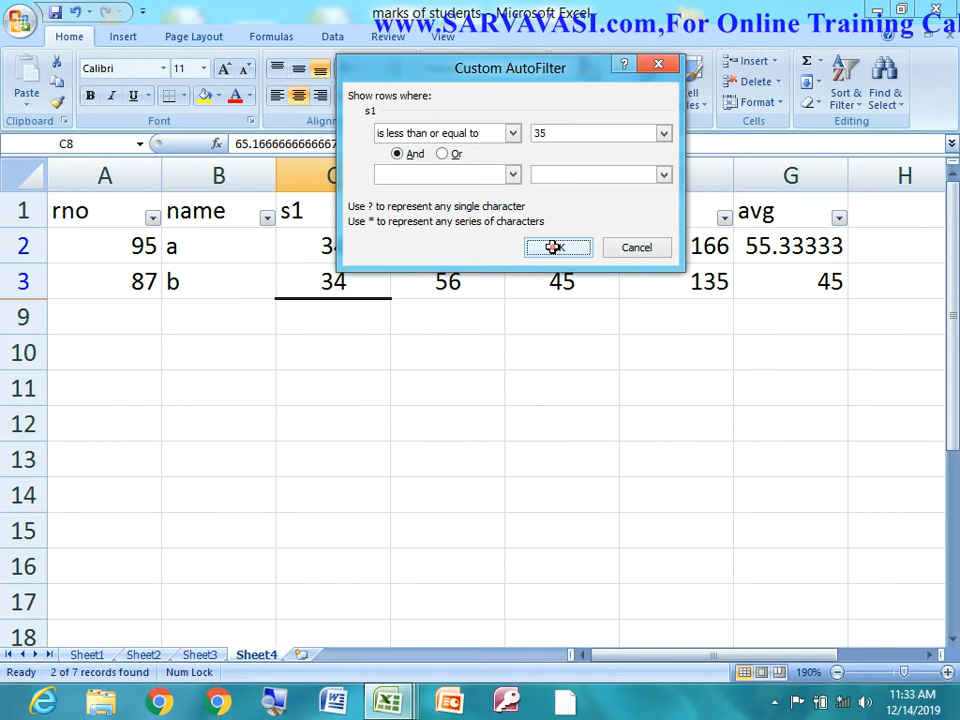 marks of students - Microsoft Excel
www.SARVAVASI.com,For Online Training Cal
Home Insert Page Layout Formulas Data Review View
Calibri 11
Paste
B I U
Clipboard Font Alignm
Insert
Delete
Format
Cells
Σ
Sort & Filter
Find & Select
Editing
C8 fx 65.1666666666667
Custom AutoFilter
Show rows where:
s1
is less than or equal to 35
And Or
Use ? to represent any single character
Use * to represent any series of characters
Cancel
A B G H
1 rno name s1 avg
2 95 a 166 55.33333
3 87 b 34 56 45 135 45
9
10
11
12
13
14
15
16
17
18
Sheet1 Sheet2 Sheet3 Sheet4
Ready 2 of 7 records found Num Lock 190%
11:33 AM
12/14/2019